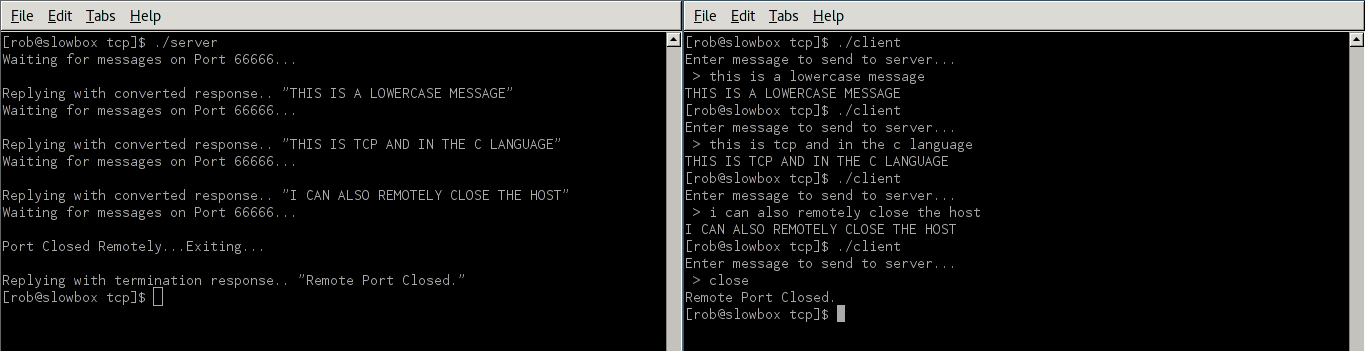 File Edit Tabs Help
[rob@slowbox tcp]$ ./server
Waiting for messages on Port 66666...
Replying with converted response.. "THIS IS A LOWERCASE MESSAGE"
Waiting for messages on Port 66666...
Replying with converted response.. "THIS IS TCP AND IN THE C LANGUAGE"
Waiting for messages on Port 66666...
Replying with converted response.. "I CAN ALSO REMOTELY CLOSE THE HOST"
Waiting for messages on Port 66666...
Port Closed Remotely...Exiting...
Replying with termination response.. "Remote Port Closed."
[rob@slowbox tcp]$
File Edit Tabs Help
[rob@slowbox tcp]$ ./client
Enter message to send to server...
> this is a lowercase message
THIS IS A LOWERCASE MESSAGE
[rob@slowbox tcp]$ ./client
Enter message to send to server...
> this is tcp and in the c language
THIS IS TCP AND IN THE C LANGUAGE
[rob@slowbox tcp]$ ./client
Enter message to send to server...
> i can also remotely close the host
I CAN ALSO REMOTELY CLOSE THE HOST
[rob@slowbox tcp]$ ./client
Enter message to send to server...
> close
Remote Port Closed.
[rob@slowbox tcp]$